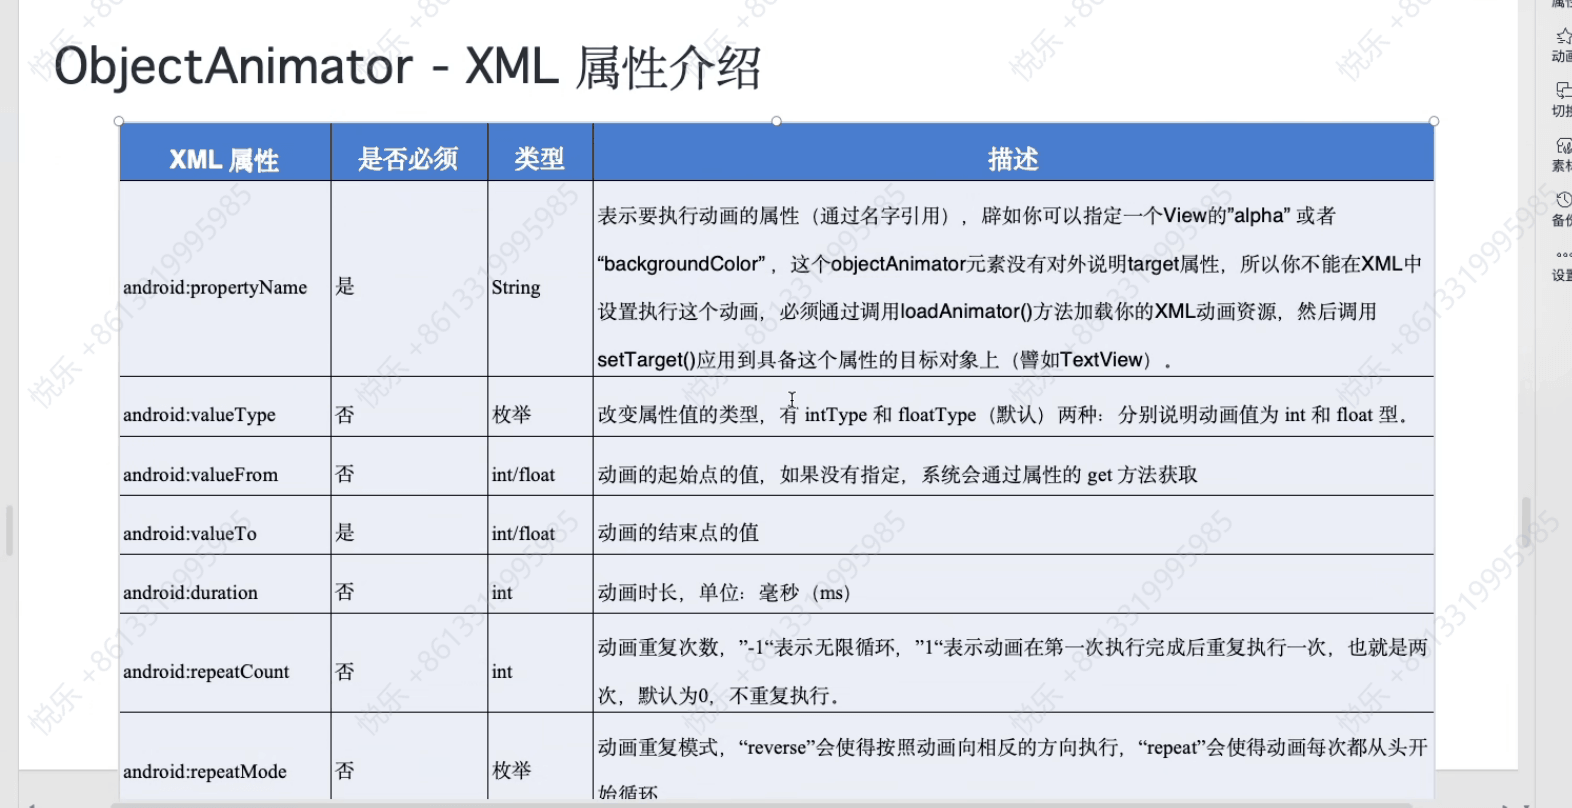 ObjectAnimator - XML 属性介绍
XML 属性
是否必须
类型
描述
android:propertyName
是
String
表示要执行动画的属性（通过名字引用），辟如你可以指定一个View的”alpha” 或者
“backgroundColor” ，这个objectAnimator元素没有对外说明target属性，所以你不能在XML中
设置执行这个动画，必须通过调用loadAnimator()方法加载你的XML动画资源，然后调用
setTarget()应用到具备这个属性的目标对象上（譬如TextView）.
android:valueType
否
枚举
改变属性值的类型，有 intType 和 floatType（默认）两种：分别说明动画值为 int 和 float 型。
android:valueFrom
否
int/float
动画的起始点的值，如果没有指定，系统会通过属性的 get 方法获取
android:valueTo
是
int/float
动画的结束点的值
android:duration
否
int
动画时长，单位：毫秒（ms）
android:repeatCount
否
int
动画重复次数，”-1“表示无限循环，”1“表示动画在第一次执行完成后重复执行一次，也就是两
次，默认为0，不重复执行。
android:repeatMode
否
枚举
动画重复模式，“reverse”会使得按照动画向相反的方向执行，“repeat”会使得动画每次都从头开
始循环
悦乐 +8613319995985